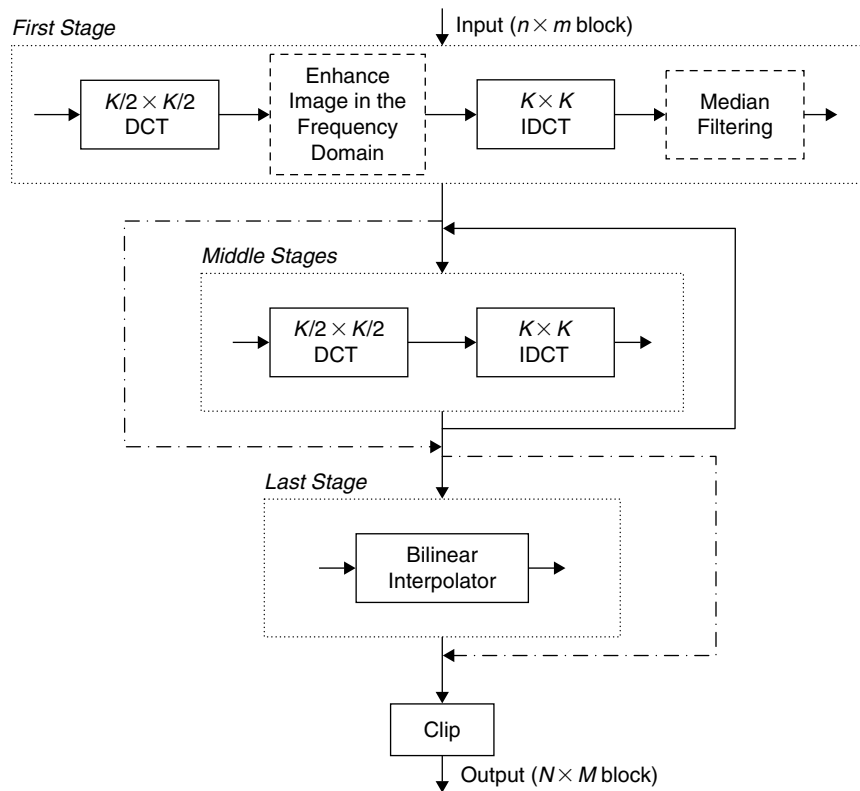 First Stage
Input (n × m block)
K/2 × K/2
DCT
Enhance
Image in the
Frequency
Domain
K × K
IDCT
Median
Filtering
Middle Stages
K/2 × K/2
DCT
K × K
IDCT
Last Stage
Bilinear
Interpolator
Clip
Output (N × M block)